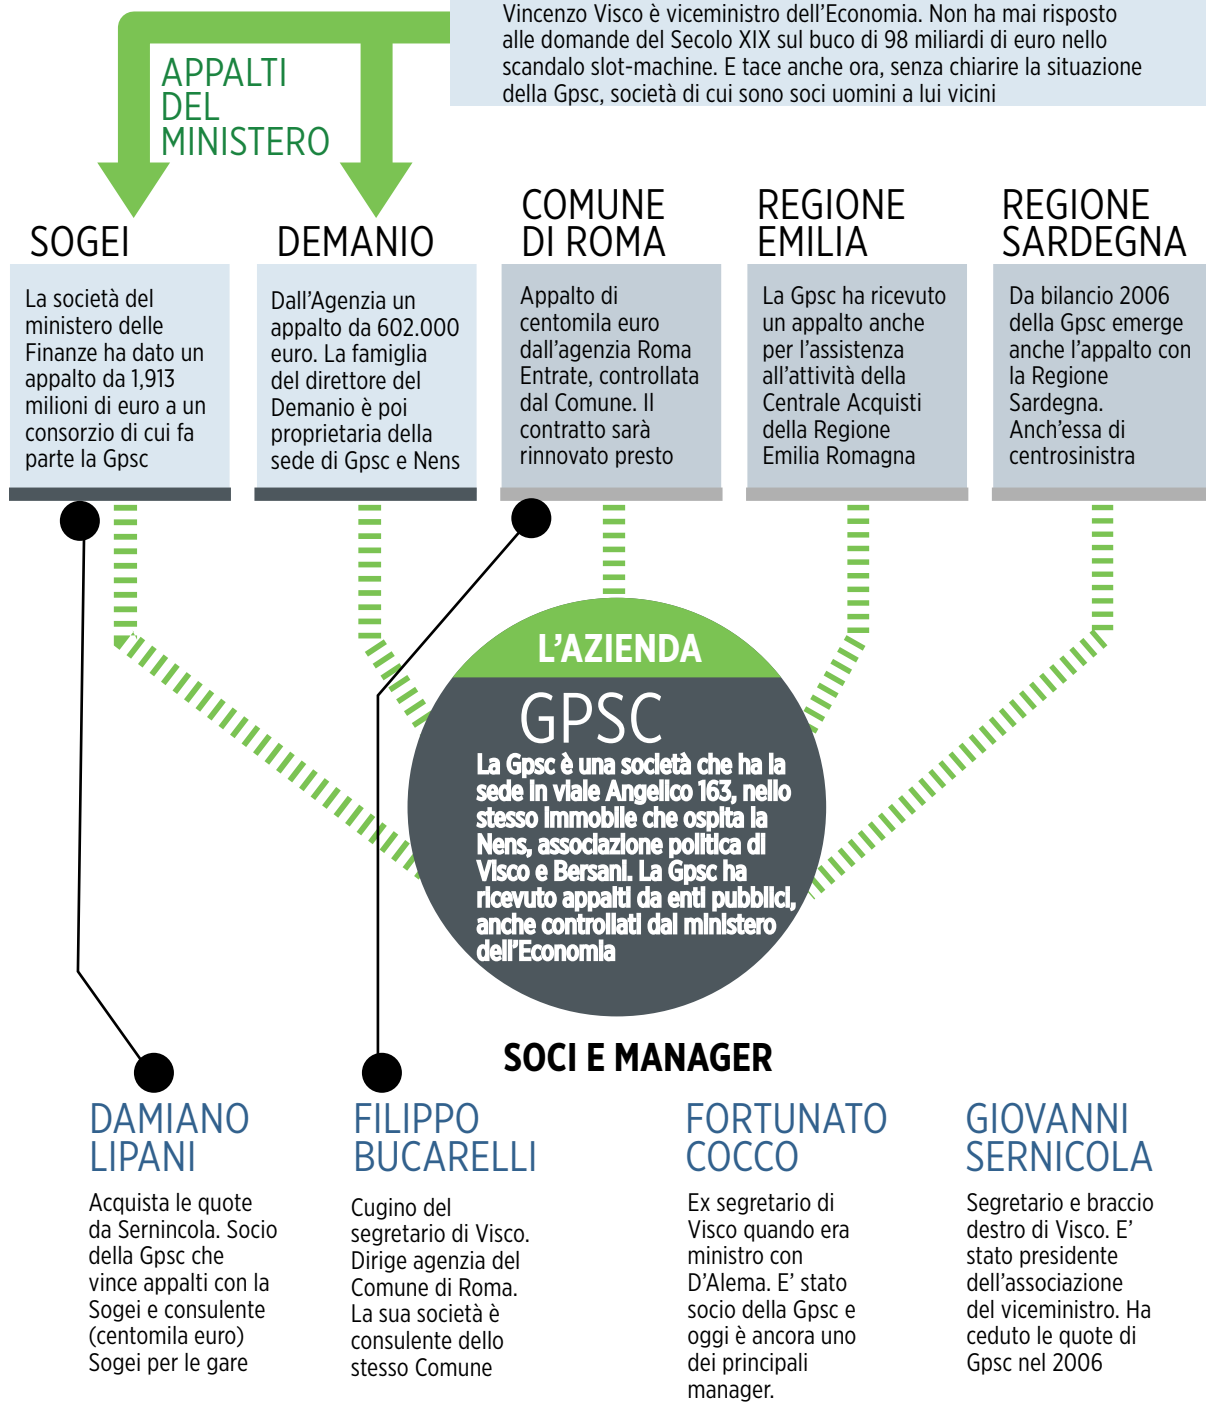 Vincenzo Visco è viceministro dell'Economia. Non ha mai risposto
alle domande del Secolo XIX sul buco di 98 miliardi di euro nello
scandalo slot-machine. E tace anche ora, senza chiarire la situazione
della Gpsc, società di cui sono soci uomini a lui vicini
APPALTI
DEL
MINISTERO
SOGEI
La società del
ministero delle
Finanze ha dato un
appalto da 1,913
milioni di euro a un
consorzio di cui fa
parte la Gpsc
DEMANIO
Dall'Agenzia un
appalto da 602.000
euro. La famiglia
del direttore del
Demanio è poi
proprietaria della
sede di Gpsc e Nens
COMUNE
DI ROMA
Appalto di
centomila euro
dall'agenzia Roma
Entrate, controllata
dal Comune. Il
contratto sarà
rinnovato presto
REGIONE
EMILIA
La Gpsc ha ricevuto
un appalto anche
per l'assistenza
all'attività della
Centrale Acquisti
della Regione
Emilia Romagna
REGIONE
SARDEGNA
Da bilancio 2006
della Gpsc emerge
anche l'appalto con
la Regione
Sardegna.
Anch'essa di
centrosinistra
L'AZIENDA
GPSC
La Gpsc è una società che ha la
sede in viale Angelico 163, nello
stesso immobile che ospita la
Nens, associazione politica di
Visco e Bersani. La Gpsc ha
ricevuto appalti da enti pubblici,
anche controllati dal ministero
dell'Economia
SOCI E MANAGER
DAMIANO
LIPANI
Acquista le quote
da Sernincola. Socio
della Gpsc che
vince appalti con la
Sogei e consulente
(centomila euro)
Sogei per le gare
FILIPPO
BUCARELLI
Cugino del
segretario di Visco.
Dirige agenzia del
Comune di Roma.
La sua società è
consulente dello
stesso Comune
FORTUNATO
COCCO
Ex segretario di
Visco quando era
ministro con
D'Alema. E' stato
socio della Gpsc e
oggi è ancora uno
dei principali
manager.
GIOVANNI
SERNICOLA
Segretario e braccio
destro di Visco. E'
stato presidente
dell'associazione
del viceministro. Ha
ceduto le quote di
Gpsc nel 2006